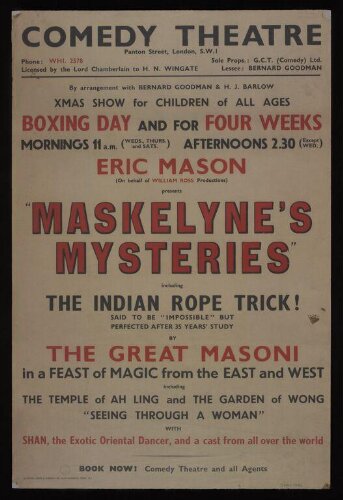 COMEDY THEATRE
Panton Street, London, S.W.1
Phone: WHI. 2578 Sole Props.: G.C.T. (Comedy) Ltd.
Licensed by the Lord Chamberlain to H. N. WINGATE Lessee: BERNARD GOODMAN
By arrangement with BERNARD GOODMAN & H. J. BARLOW
XMAS SHOW for CHILDREN of ALL AGES
BOXING DAY AND FOR FOUR WEEKS
MORNINGS 11 a.m. (WEDS., THURS. and SATS.) AFTERNOONS 2.30 (Except WED.)
ERIC MASON
(On behalf of WILLIAM ROSS Productions)
presents
"MASKELYNE'S
MYSTERIES"
including
THE INDIAN ROPE TRICK!
SAID TO BE "IMPOSSIBLE" BUT
PERFECTED AFTER 35 YEARS' STUDY
BY
THE GREAT MASONI
in a FEAST OF MAGIC from the EAST and WEST
including
THE TEMPLE OF AH LING and THE GARDEN OF WONG
"SEEING THROUGH A WOMAN"
WITH
SHAN, the Exotic Oriental Dancer, and a cast from all over the world
BOOK NOW! Comedy Theatre and all Agents